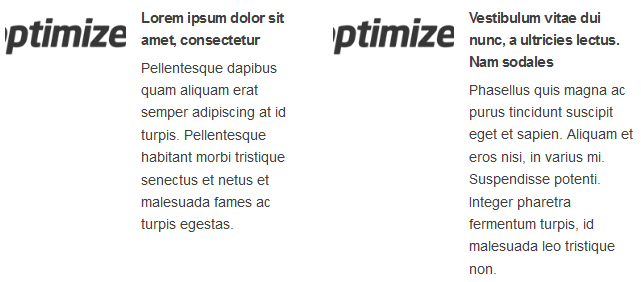 optimize
Lorem ipsum dolor sit
amet, consectetur
Pellentesque dapibus
quam aliquam erat
semper adipiscing at id
turpis. Pellentesque
habitant morbi tristique
senectus et netus et
malesuada fames ac
turpis egestas.
optimize
Vestibulum vitae dui
nunc, a ultricies lectus.
Nam sodales
Phasellus quis magna ac
purus tincidunt suscipit
eget et sapien. Aliquam et
eros nisi, in varius mi.
Suspendisse potenti.
Integer pharetra
fermentum turpis, id
malesuada leo tristique
non.